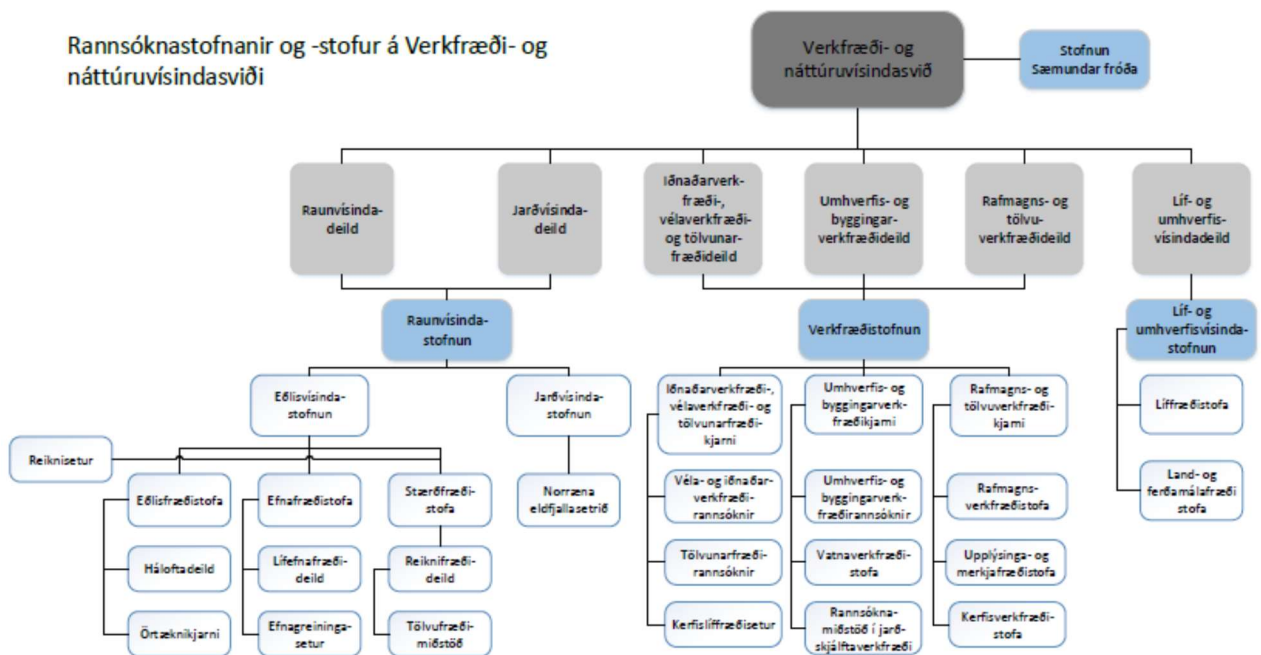 Rannsóknastofnanir og -stofur á Verkfræði- og
náttúruvísindasviði
Verkfræði- og
náttúruvísindasvið
Stofnun
Sæmundar fróða
Raunvísinda-
deild
Jarðvísinda-
deild
Iðnaðarverk-
fræði-,
vélaverkfræði-
og tölvunar-
fræðideild
Umhverfis- og
byggingar-
verkfræðideild
Rafmagns- og
tölvu-
verkfræðideild
Líf- og
umhverfis-
vísindadeild
Raunvísinda-
stofnun
Verkfræðistofnun
Líf- og
umhverfisvísinda-
stofnun
Eðlisvísinda-
stofnun
Jarðvísinda-
stofnun
Iðnaðarverkfræði-,
vélaverkfræði- og
tölvunarfræði-
kjarni
Umhverfis- og
byggingarverk-
fræðikjarni
Rafmagns- og
tölvuverkfræði-
kjarni
Líffræðistofa
Reiknisetur
Eðlisfræðistofa
Efnafræðistofa
Stærðfræði-
stofa
Norræna
eldfjallasetrið
Véla- og iðnaðar-
verkfræði-
rannsóknir
Umhverfis- og
byggingarverk-
fræðirannsóknir
Rafmagns-
verkfræðistofa
Land- og
ferðamálafræði
stofa
Háloftadeild
Lífefnafræði-
deild
Reiknifræði-
deild
Tölvunarfræði-
rannsóknir
Vatnaverkfræði-
stofa
Upplýsinga- og
merkjafræðistofa
Örtæknikjarni
Efnagreininga-
setur
Tölvufræði-
miðstöð
Kerfislíffræðisetur
Rannsókna-
miðstöð í jarð-
skjálftaverkfræði
Kerfisverkfræði-
stofa